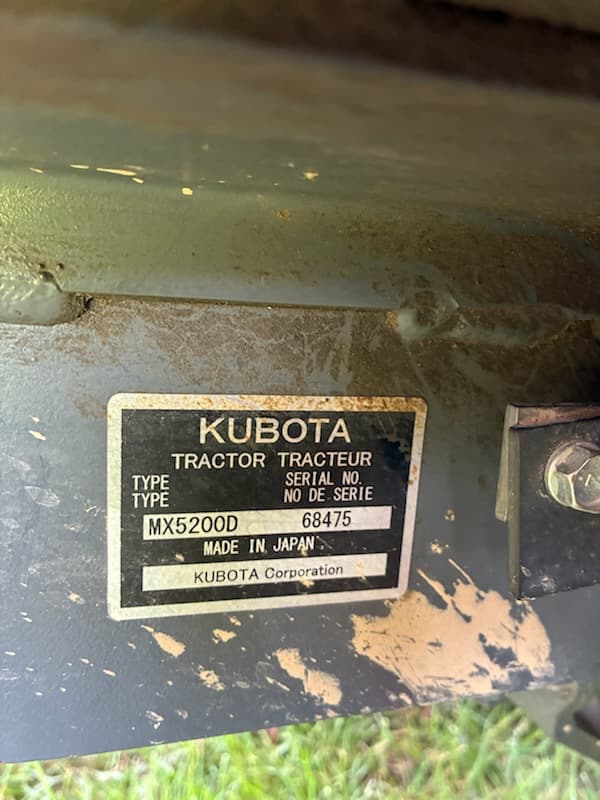 KUBOTA
TRACTOR TRACTEUR
TYPE SERIAL NO.
TYPE NO DE SERIE
MX5200D 68475
MADE IN JAPAN
KUBOTA Corporation